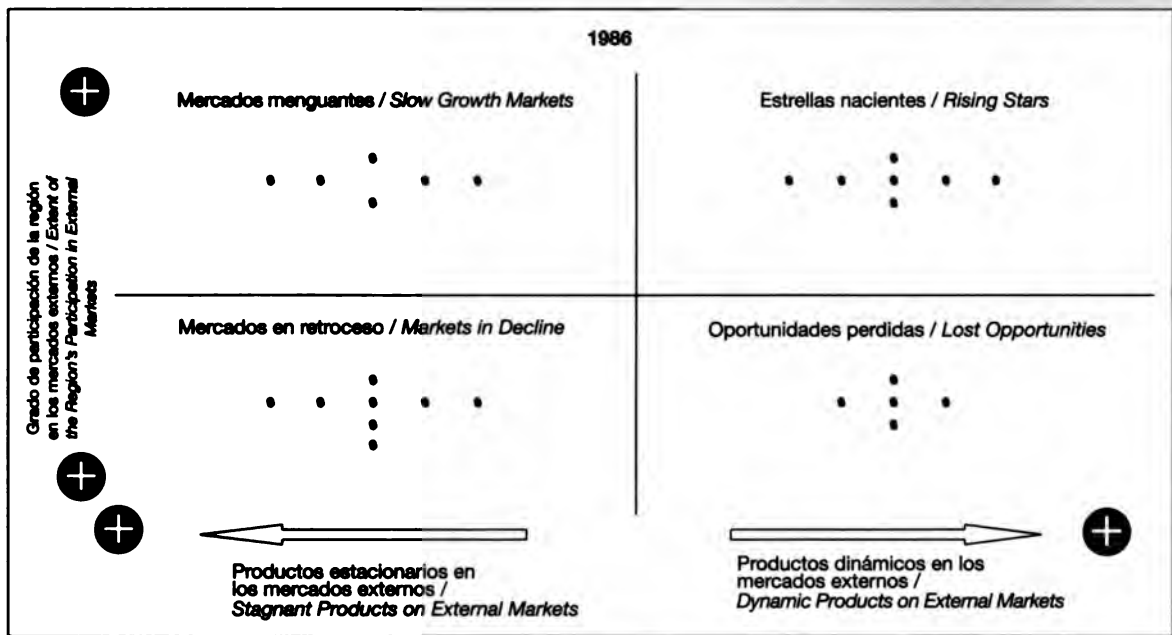 1986
Mercados menguantes / Slow Growth Markets
Estrellas nacientes / Rising Stars
Grado de participación de la región
en los mercados externos / Extent of
the Region's Participation in External
Markets
Mercados en retroceso / Markets in Decline
Oportunidades perdidas / Lost Opportunities
Productos estacionarios en
los mercados externos /
Stagnant Products on External Markets
Productos dinámicos en los
mercados externos /
Dynamic Products on External Markets